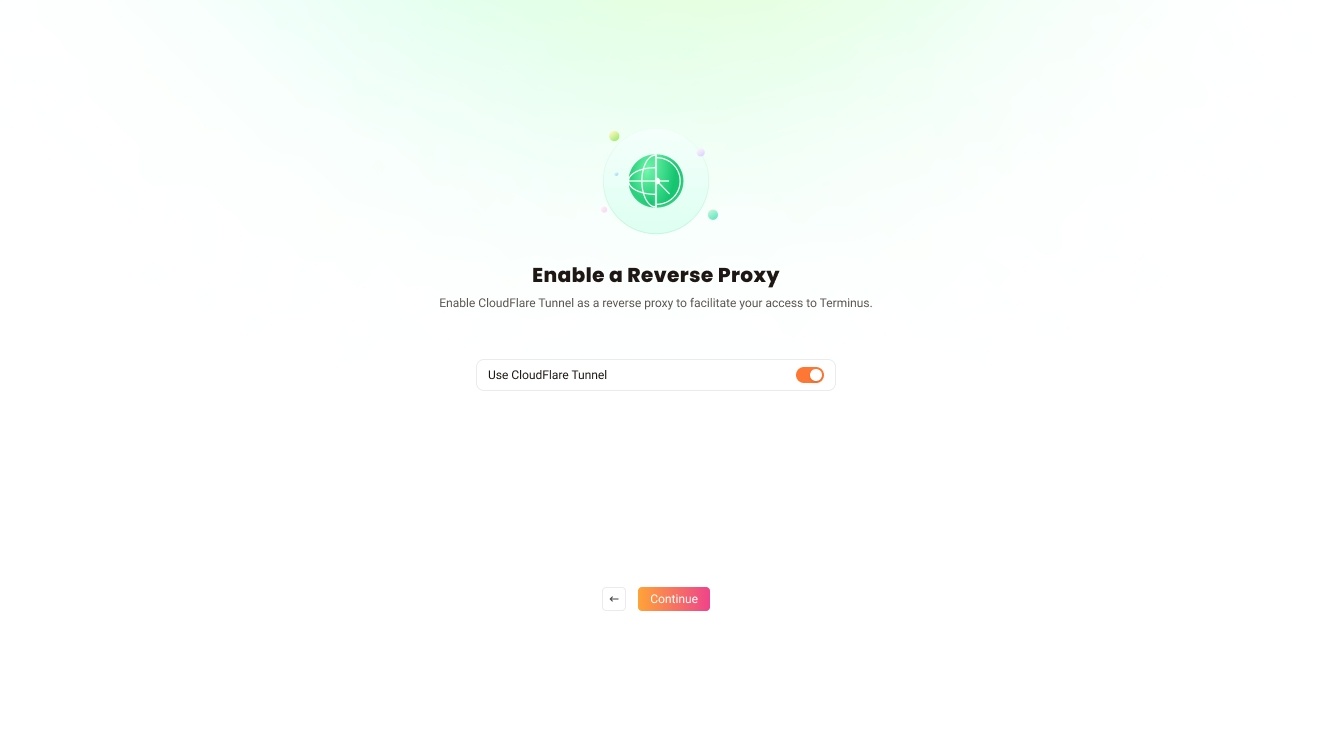 Enable a Reverse Proxy
Enable CloudFlare Tunnel as a reverse proxy to facilitate your access to Terminus.
Use CloudFlare Tunnel
Continue